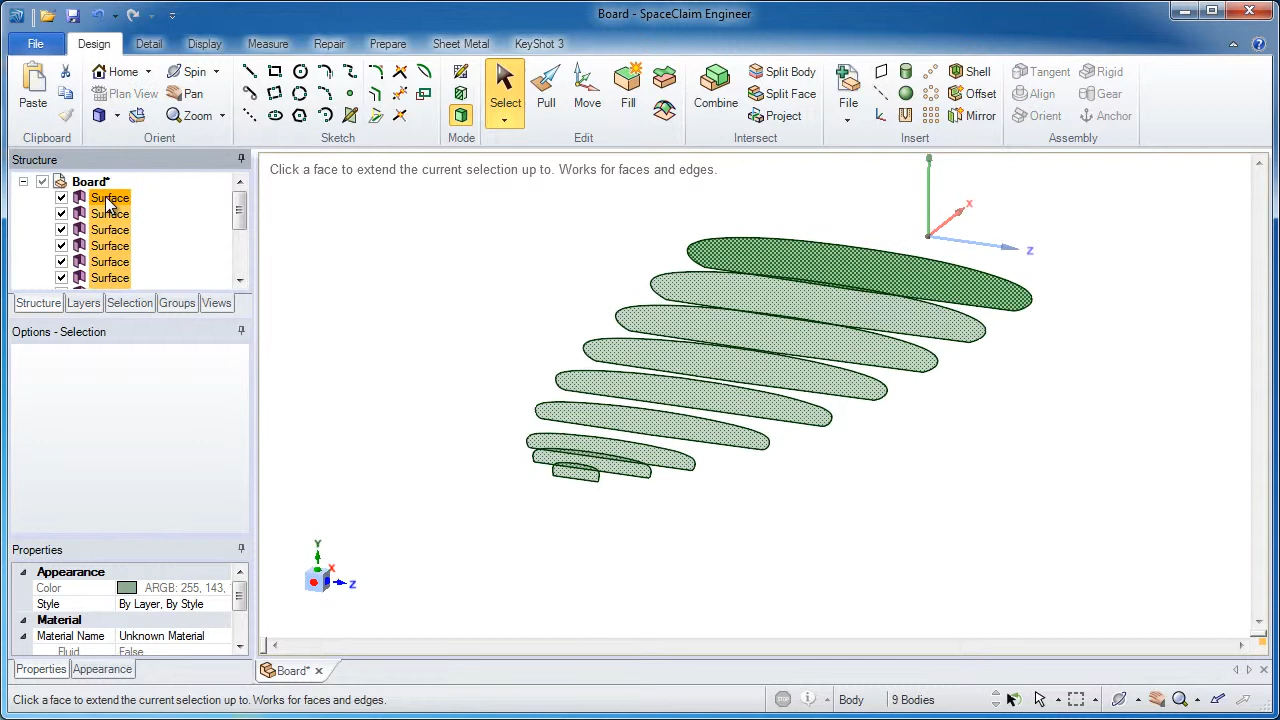 Board - SpaceClaim Engineer
File Design Detail Display Measure Repair Prepare Sheet Metal KeyShot 3
Home Spin Split Body Shell Tangent Rigid
Plan View Pan Split Face Offset Align Gear
Paste Select Pull Move Fill Combine File
Zoom Project Mirror Orient Anchor
Clipboard Orient Sketch Mode Edit Intersect Insert Assembly
Structure
Click a face to extend the current selection up to. Works for faces and edges.
Board*
Surface
Surface
Surface
Surface
Surface
Surface
X
Z
Structure Layers Selection Groups Views
Options - Selection
Properties
Appearance
Color ARGB: 255, 143,
Style By Layer, By Style
Material
Material Name Unknown Material
Fluid False
Y
X
Z
Properties Appearance
Board*
Click a face to extend the current selection up to. Works for faces and edges.
Body 9 Bodies